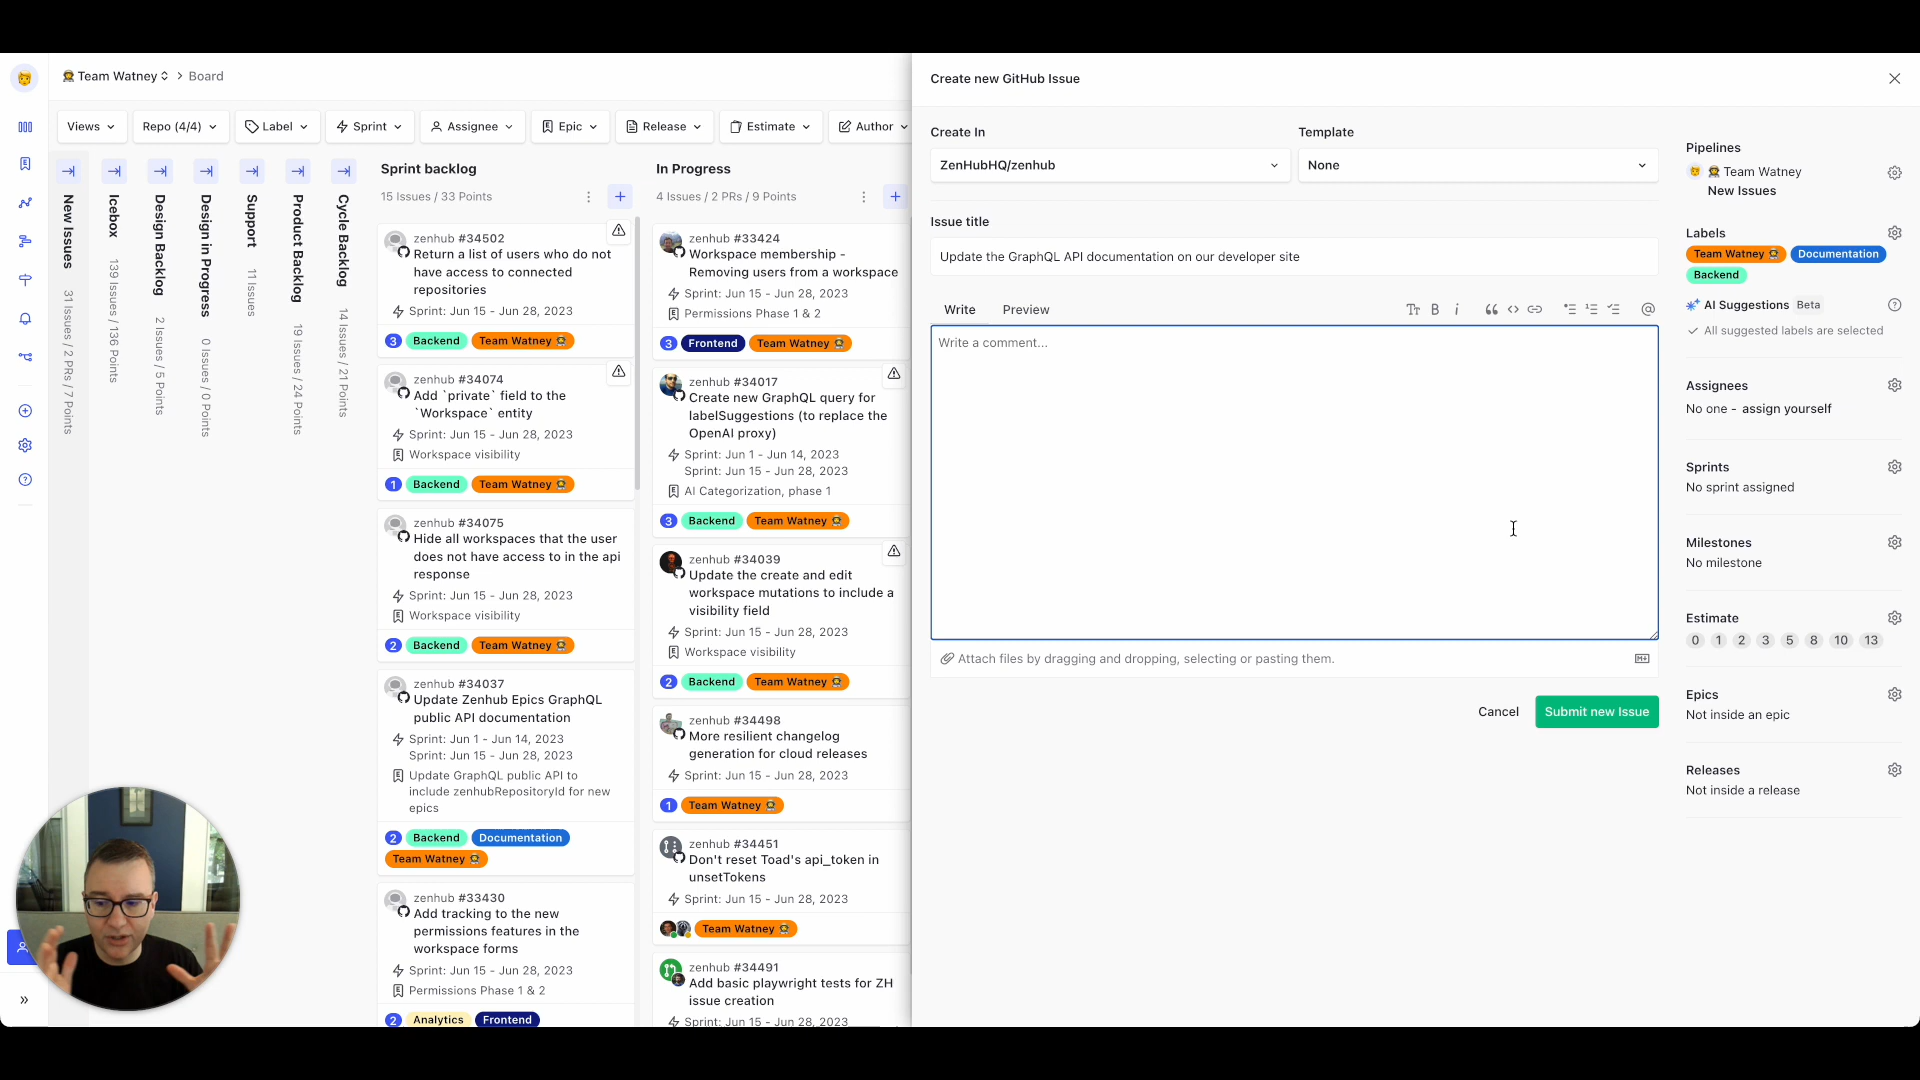 Team Watney
Board
Views
Repo (4/4)
Label
Sprint
Assignee
Epic
Release
Estimate
Author
New Issues
31 Issues / 2 PRs / 7 Points
Icebox
139 Issues / 136 Points
Design Backlog
2 Issues / 5 Points
Design in Progress
0 Issues / 0 Points
Support
11 Issues
Product Backlog
19 Issues / 24 Points
Cycle Backlog
14 Issues / 21 Points
Sprint backlog
15 Issues / 33 Points
zenhub #34502
Return a list of users who do not
have access to connected
repositories
Sprint: Jun 15 - Jun 28, 2023
3 Backend Team Watney
zenhub #34074
Add `private` field to the
`Workspace` entity
Sprint: Jun 15 - Jun 28, 2023
Workspace visibility
1 Backend Team Watney
zenhub #34075
Hide all workspaces that the user
does not have access to in the api
response
Sprint: Jun 15 - Jun 28, 2023
Workspace visibility
2 Backend Team Watney
zenhub #34037
Update Zenhub Epics GraphQL
public API documentation
Sprint: Jun 1 - Jun 14, 2023
Sprint: Jun 15 - Jun 28, 2023
Update GraphQL public API to
include zenhubRepositoryId for new
epics
2 Backend Documentation
Team Watney
zenhub #33430
Add tracking to the new
permissions features in the
workspace forms
Sprint: Jun 15 - Jun 28, 2023
Permissions Phase 1 & 2
2 Analytics Frontend
In Progress
4 Issues / 2 PRs / 9 Points
zenhub #33424
Workspace membership -
Removing users from a workspace
Sprint: Jun 15 - Jun 28, 2023
Permissions Phase 1 & 2
3 Frontend Team Watney
zenhub #34017
Create new GraphQL query for
labelSuggestions (to replace the
OpenAI proxy)
Sprint: Jun 1 - Jun 14, 2023
Sprint: Jun 15 - Jun 28, 2023
AI Categorization, phase 1
3 Backend Team Watney
zenhub #34039
Update the create and edit
workspace mutations to include a
visibility field
Sprint: Jun 15 - Jun 28, 2023
Workspace visibility
2 Backend Team Watney
zenhub #34498
More resilient changelog
generation for cloud releases
Sprint: Jun 15 - Jun 28, 2023
1 Team Watney
zenhub #34451
Don't reset Toad's api_token in
unsetTokens
Sprint: Jun 15 - Jun 28, 2023
Team Watney
zenhub #34491
Add basic playwright tests for ZH
issue creation
Sprint: Jun 15 - Jun 28, 2023
Create new GitHub Issue
Create In
ZenHubHQ/zenhub
Template
None
Issue title
Update the GraphQL API documentation on our developer site
Write
Preview
Write a comment...
Attach files by dragging and dropping, selecting or pasting them.
Cancel
Submit new Issue
Pipelines
Team Watney
New Issues
Labels
Team Watney Documentation
Backend
AI Suggestions Beta
All suggested labels are selected
Assignees
No one - assign yourself
Sprints
No sprint assigned
Milestones
No milestone
Estimate
0 1 2 3 5 8 10 13
Epics
Not inside an epic
Releases
Not inside a release